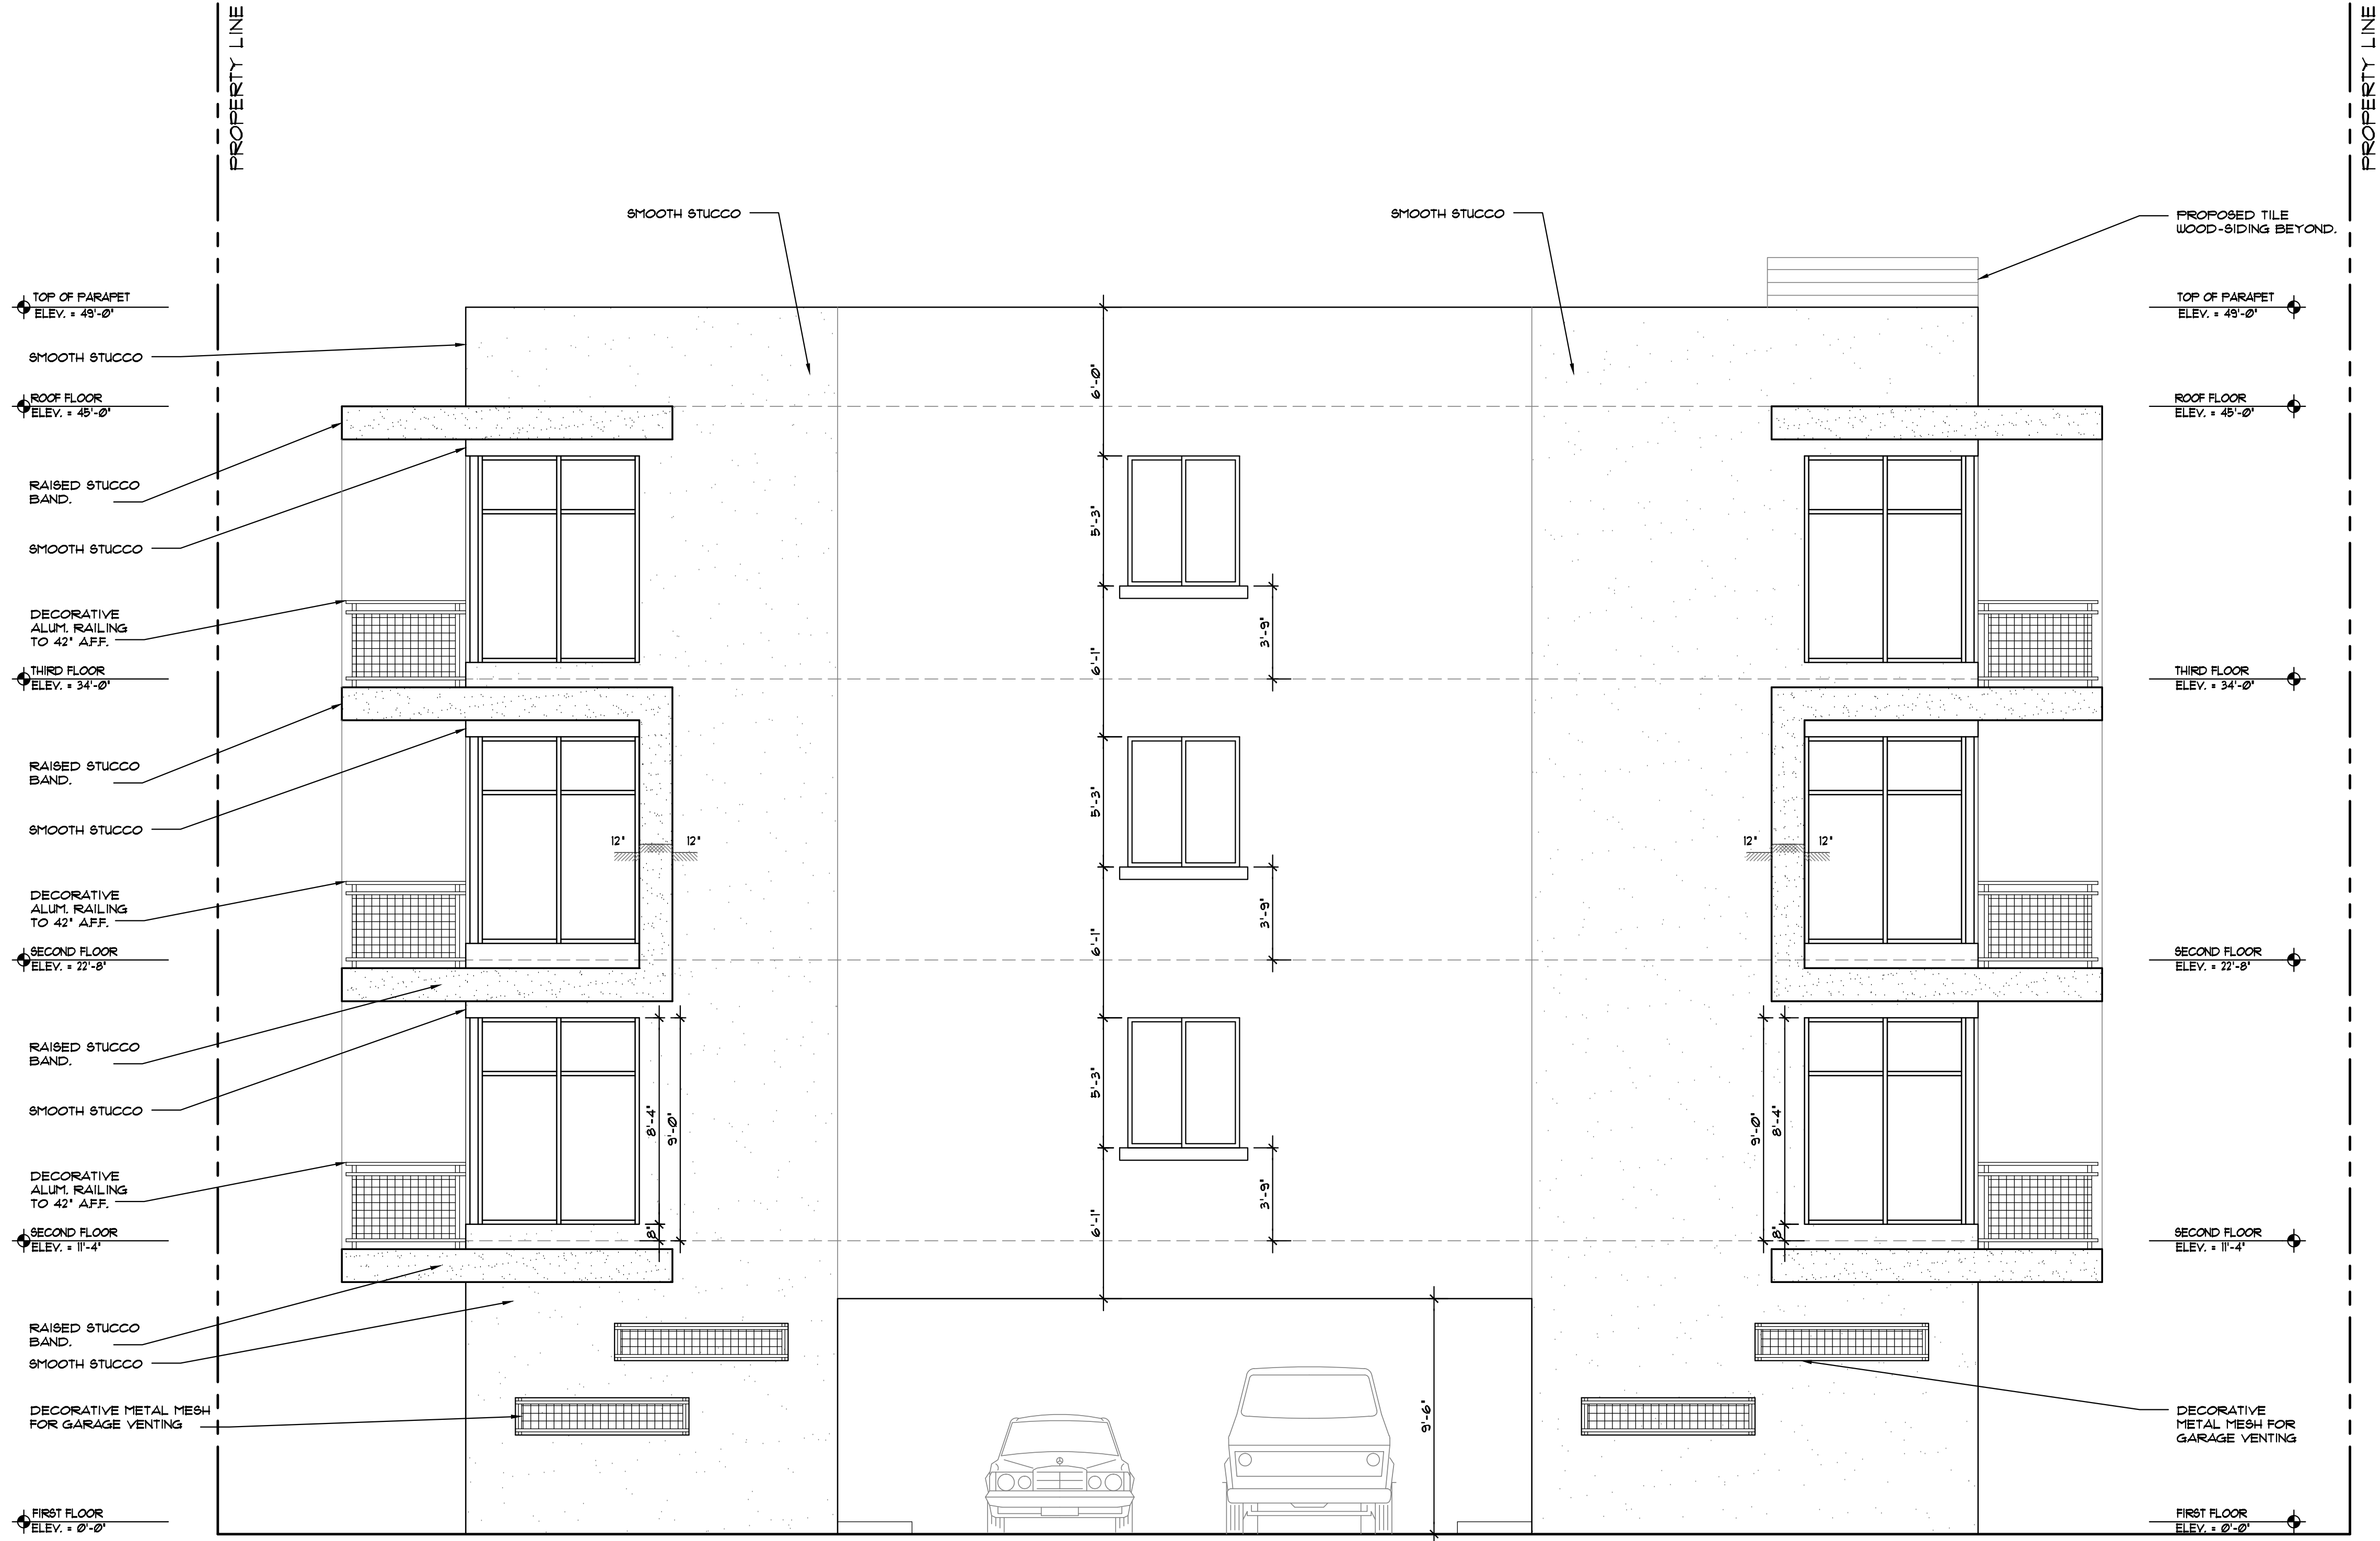 PROPERTY LINE
PROPERTY LINE
SMOOTH STUCCO
SMOOTH STUCCO
PROPOSED TILE
WOOD-SIDING BEYOND.
TOP OF PARAPET
ELEV. = 49'-0"
TOP OF PARAPET
ELEV. = 49'-0"
SMOOTH STUCCO
6'-0"
ROOF FLOOR
ELEV. = 45'-0"
ROOF FLOOR
ELEV. = 45'-0"
RAISED STUCCO
BAND.
5'-3"
SMOOTH STUCCO
DECORATIVE
ALUM. RAILING
TO 42" A.F.F.
6'-1"
3'-9"
THIRD FLOOR
ELEV. = 34'-0"
THIRD FLOOR
ELEV. = 34'-0"
RAISED STUCCO
BAND.
5'-3"
SMOOTH STUCCO
12"
12"
12"
12"
DECORATIVE
ALUM. RAILING
TO 42" A.F.F.
6'-1"
3'-9"
SECOND FLOOR
ELEV. = 22'-8"
SECOND FLOOR
ELEV. = 22'-8"
RAISED STUCCO
BAND.
5'-3"
SMOOTH STUCCO
8'-4"
9'-0"
9'-0"
8'-4"
DECORATIVE
ALUM. RAILING
TO 42" A.F.F.
6'-1"
3'-9"
8"
8"
SECOND FLOOR
ELEV. = 11'-4"
SECOND FLOOR
ELEV. = 11'-4"
RAISED STUCCO
BAND.
SMOOTH STUCCO
DECORATIVE METAL MESH
FOR GARAGE VENTING
9'-6"
DECORATIVE
METAL MESH FOR
GARAGE VENTING
FIRST FLOOR
ELEV. = 0'-0"
FIRST FLOOR
ELEV. = 0'-0"